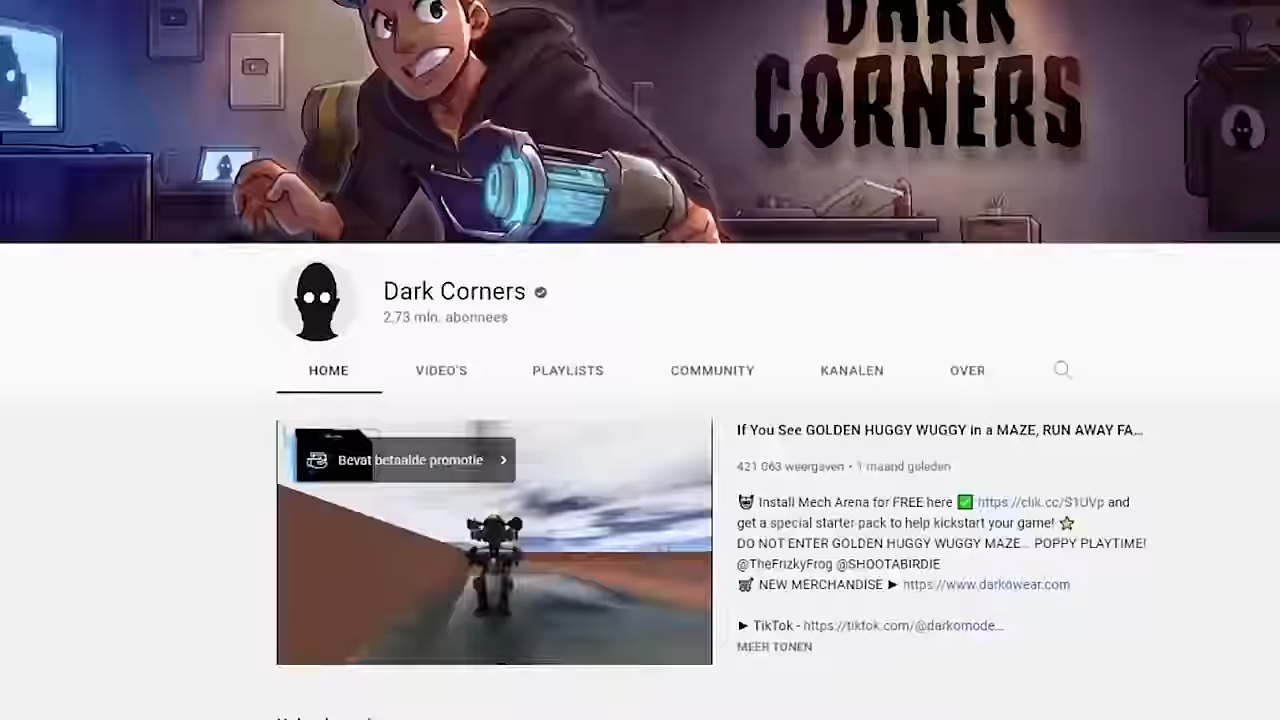 DARK
CORNERS
Dark Corners
2,73 mln. abonnees
HOME
VIDEO'S
PLAYLISTS
COMMUNITY
KANALEN
OVER
Bevat betaalde promotie
If You See GOLDEN HUGGY WUGGY in a MAZE, RUN AWAY FA...
421 063 weergaven • 1 maand geleden
Install Mech Arena for FREE here ✅ https://clik.cc/S1UVp and
get a special starter pack to help kickstart your game! ⭐
DO NOT ENTER GOLDEN HUGGY WUGGY MAZE... POPPY PLAYTIME!
@TheFrizkyFrog @SHOOTABIRDIE
NEW MERCHANDISE ► https://www.darkowear.com
► TikTok - https://tiktok.com/@darkomode...
MEER TONEN